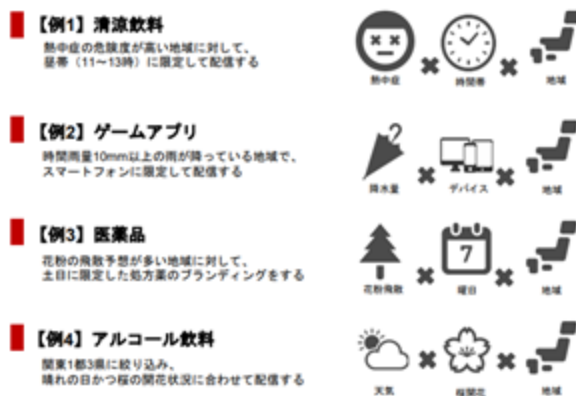 【例1】清涼飲料
熱中症の危険度が高い地域に対して、
昼帯（11〜13時）に限定して配信する
熱中症
時間帯
地域
【例2】ゲームアプリ
時間雨量10mm以上の雨が降っている地域で、
スマートフォンに限定して配信する
降水量
デバイス
地域
【例3】医薬品
花粉の飛散予想が多い地域に対して、
土日に限定した処方薬のブランディングをする
7
花粉飛散
曜日
地域
【例4】アルコール飲料
関東1都3県に絞り込み、
晴れの日かつ桜の開花状況に合わせて配信する
天気
桜開花
地域